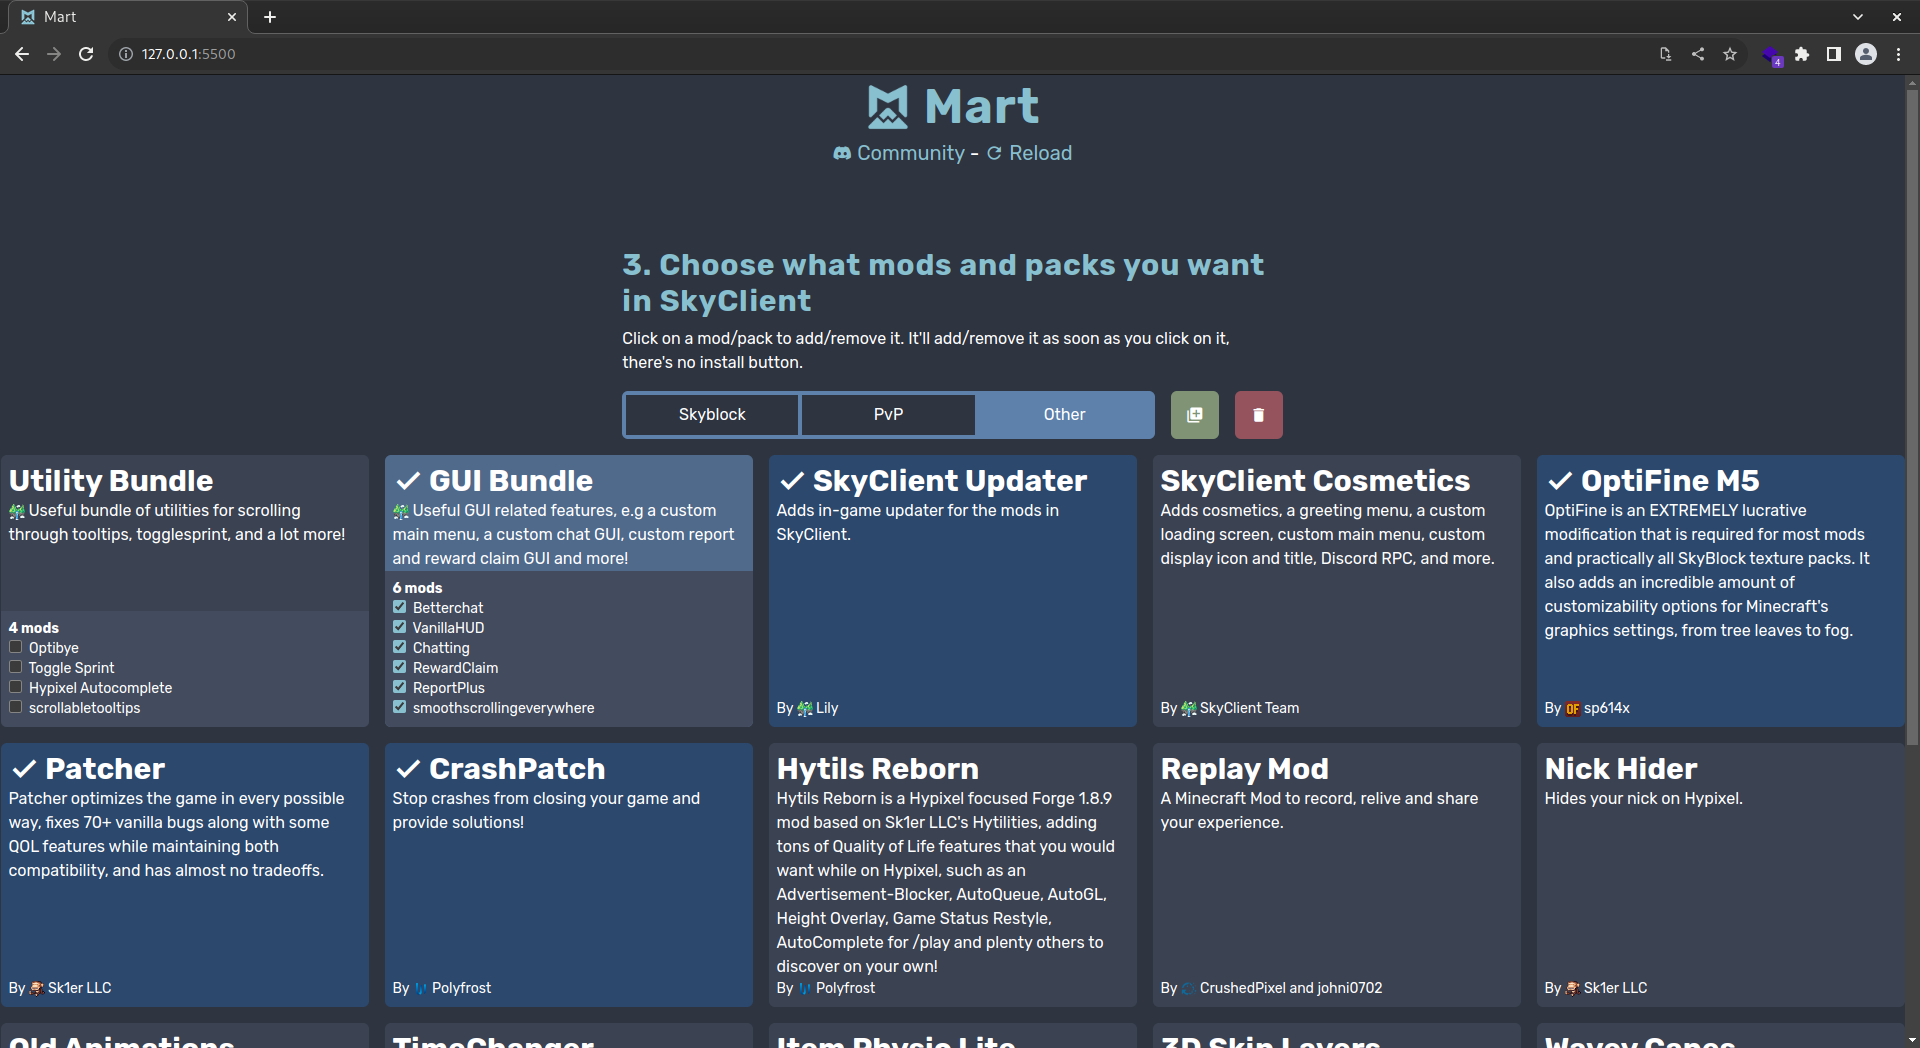 Mart
127.0.0.1:5500
4
Mart
Community - Reload
3. Choose what mods and packs you want
in SkyClient
Click on a mod/pack to add/remove it. It'll add/remove it as soon as you click on it,
there's no install button.
Skyblock
PvP
Other
Utility Bundle
Useful bundle of utilities for scrolling
through tooltips, togglesprint, and a lot more!
4 mods
Optibye
Toggle Sprint
Hypixel Autocomplete
scrollabletooltips
GUI Bundle
Useful GUI related features, e.g a custom
main menu, a custom chat GUI, custom report
and reward claim GUI and more!
6 mods
Betterchat
VanillaHUD
Chatting
RewardClaim
ReportPlus
smoothscrollingeverywhere
SkyClient Updater
Adds in-game updater for the mods in
SkyClient.
By Lily
SkyClient Cosmetics
Adds cosmetics, a greeting menu, a custom
loading screen, custom main menu, custom
display icon and title, Discord RPC, and more.
By SkyClient Team
OptiFine M5
OptiFine is an EXTREMELY lucrative
modification that is required for most mods
and practically all SkyBlock texture packs. It
also adds an incredible amount of
customizability options for Minecraft's
graphics settings, from tree leaves to fog.
By OF sp614x
Patcher
Patcher optimizes the game in every possible
way, fixes 70+ vanilla bugs along with some
QOL features while maintaining both
compatibility, and has almost no tradeoffs.
By Sk1er LLC
CrashPatch
Stop crashes from closing your game and
provide solutions!
By Polyfrost
Hytils Reborn
Hytils Reborn is a Hypixel focused Forge 1.8.9
mod based on Sk1er LLC's Hytilities, adding
tons of Quality of Life features that you would
want while on Hypixel, such as an
Advertisement-Blocker, AutoQueue, AutoGL,
Height Overlay, Game Status Restyle,
AutoComplete for /play and plenty others to
discover on your own!
By Polyfrost
Replay Mod
A Minecraft Mod to record, relive and share
your experience.
By CrushedPixel and johni0702
Nick Hider
Hides your nick on Hypixel.
By Sk1er LLC
Old Animations
TimeChanger
Item Physic Lite
3D Skin Layers
Wavey Capes